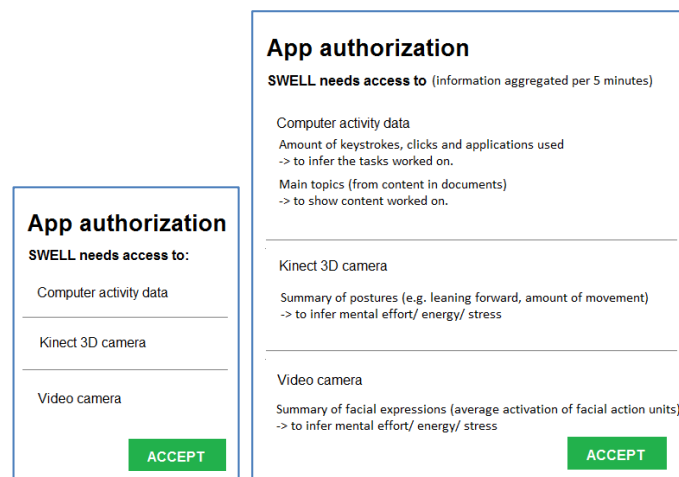 App authorization
SWELL needs access to:
Computer activity data
Kinect 3D camera
Video camera
ACCEPT
App authorization
SWELL needs access to (information aggregated per 5 minutes)
Computer activity data
Amount of keystrokes, clicks and applications used
-> to infer the tasks worked on.
Main topics (from content in documents)
-> to show content worked on.
Kinect 3D camera
Summary of postures (e.g. leaning forward, amount of movement)
-> to infer mental effort/ energy/ stress
Video camera
Summary of facial expressions (average activation of facial action units)
-> to infer mental effort/ energy/ stress
ACCEPT